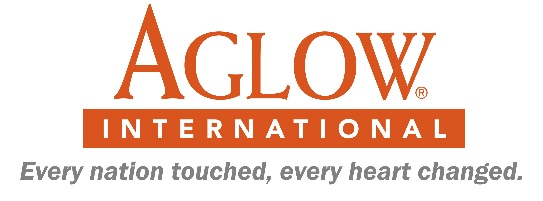 AGLOW®
INTERNATIONAL
Every nation touched, every heart changed.